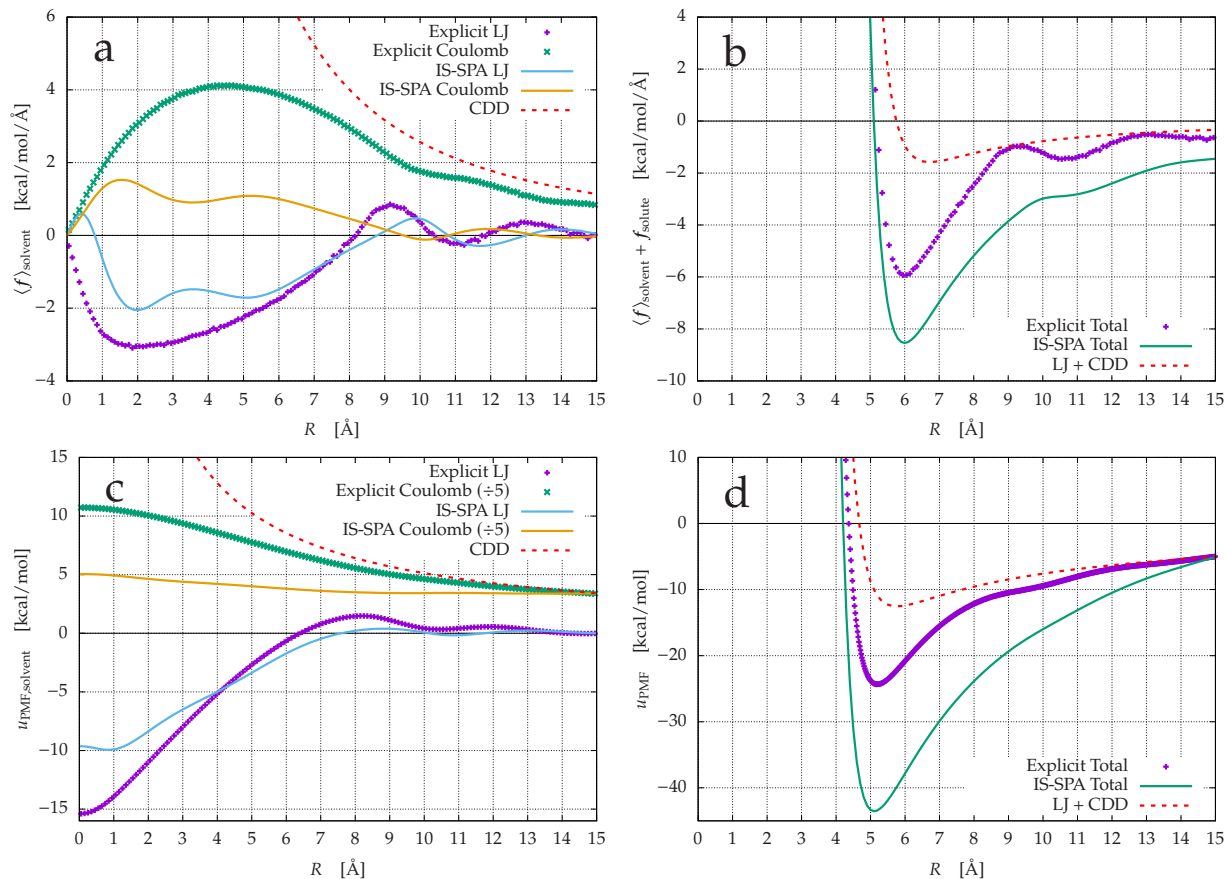 a
Explicit LJ
Explicit Coulomb
IS-SPA LJ
IS-SPA Coulomb
CDD
6
4
2
0
−2
−4
⟨f⟩solvent [kcal/mol/Å]
0 1 2 3 4 5 6 7 8 9 10 11 12 13 14 15
R [Å]
b
4
2
0
−2
−4
−6
−8
−10
⟨f⟩solvent + fsolute [kcal/mol/Å]
Explicit Total
IS-SPA Total
LJ + CDD
0 1 2 3 4 5 6 7 8 9 10 11 12 13 14 15
R [Å]
c
Explicit LJ
Explicit Coulomb (÷5)
IS-SPA LJ
IS-SPA Coulomb (÷5)
CDD
15
10
5
0
−5
−10
−15
uPMF,solvent [kcal/mol]
0 1 2 3 4 5 6 7 8 9 10 11 12 13 14 15
R [Å]
d
10
0
−10
−20
−30
−40
uPMF [kcal/mol]
Explicit Total
IS-SPA Total
LJ + CDD
0 1 2 3 4 5 6 7 8 9 10 11 12 13 14 15
R [Å]